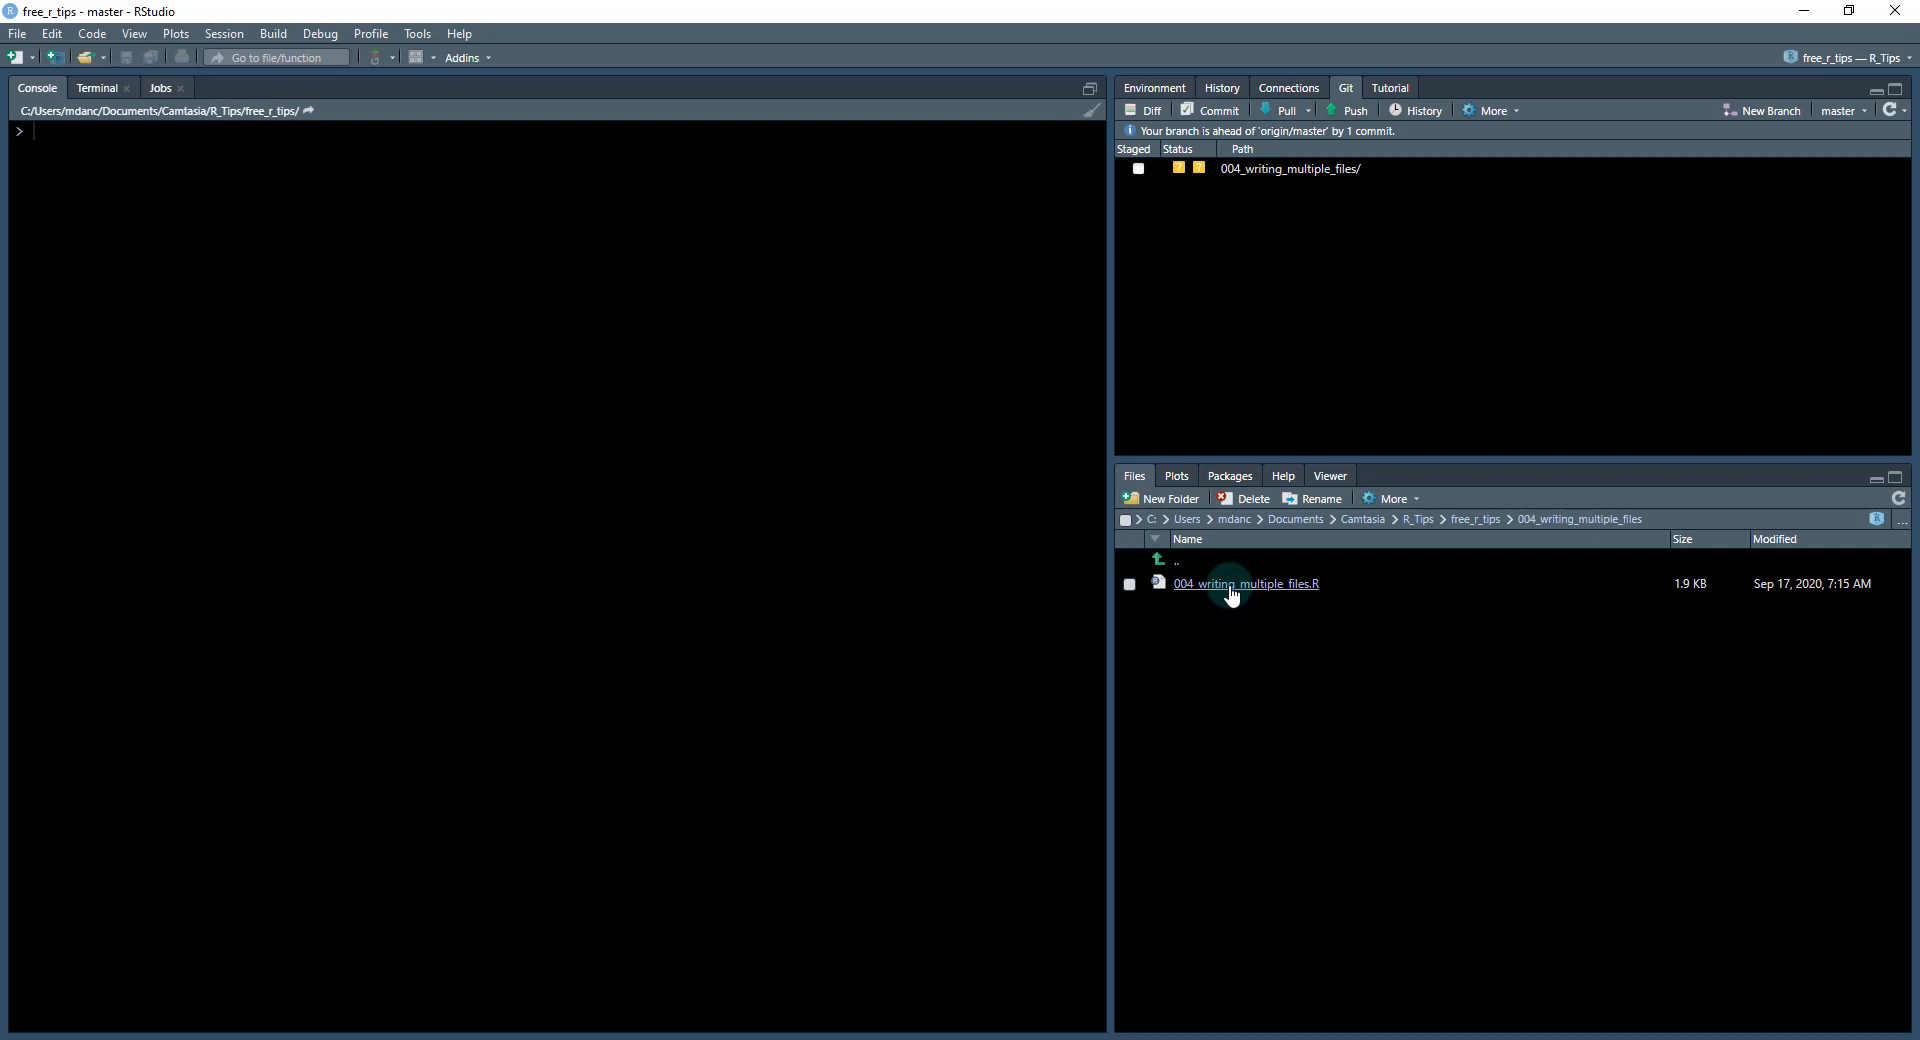 free_r_tips - master - RStudio
File Edit Code View Plots Session Build Debug Profile Tools Help
Go to file/function Addins free_r_tips — R_Tips
Console Terminal Jobs
C:/Users/mdanc/Documents/Camtasia/R_Tips/free_r_tips/
>
Environment History Connections Git Tutorial
Diff Commit Pull Push History More New Branch master
Your branch is ahead of 'origin/master' by 1 commit.
Staged Status Path
? ? 004_writing_multiple_files/
Files Plots Packages Help Viewer
New Folder Delete Rename More
C: > Users > mdanc > Documents > Camtasia > R_Tips > free_r_tips > 004_writing_multiple_files ...
Name Size Modified
..
004_writing_multiple_files.R 1.9 KB Sep 17, 2020, 7:15 AM